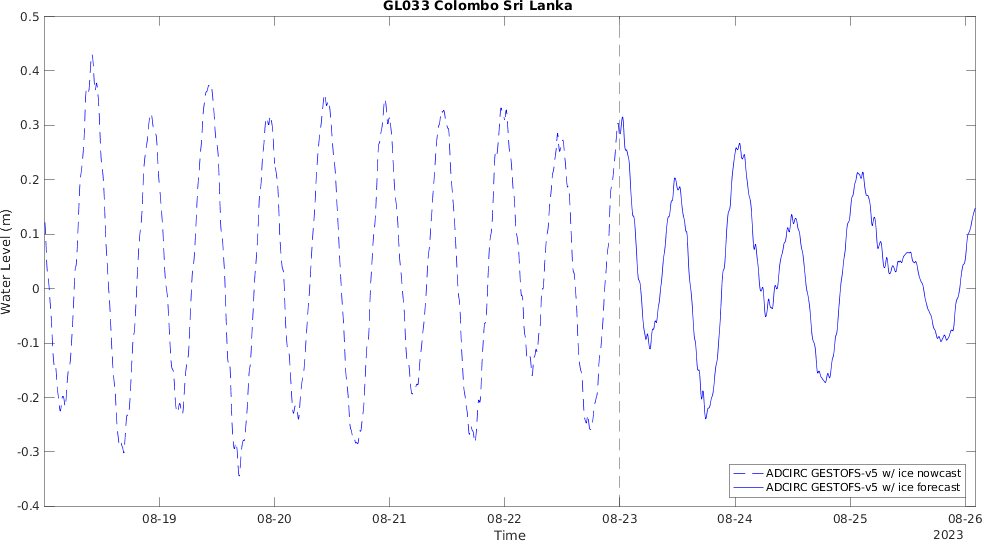 GL033 Colombo Sri Lanka
0.5
0.4
0.3
0.2
0.1
0
-0.1
-0.2
-0.3
-0.4
Water Level (m)
ADCIRC GESTOFS-v5 w/ ice nowcast
ADCIRC GESTOFS-v5 w/ ice forecast
08-19 08-20 08-21 08-22 08-23 08-24 08-25 08-26
Time
2023